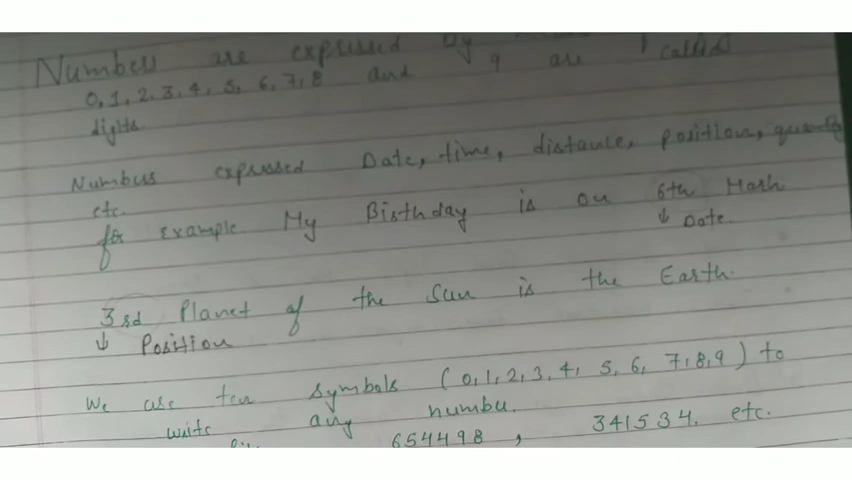 Numbers are expressed by
0, 1, 2, 3, 4, 5, 6, 7, 8 and 9 are called
digits.
Numbers expressed Date, time, distance, position, quantity
etc.
for example My Birthday is on 6th Marh
↓ Date.
3rd Planet of the Sun is the Earth.
↓ Position
We use ten symbols (0, 1, 2, 3, 4, 5, 6, 7, 8, 9) to
write any number.
654498, 341534. etc.